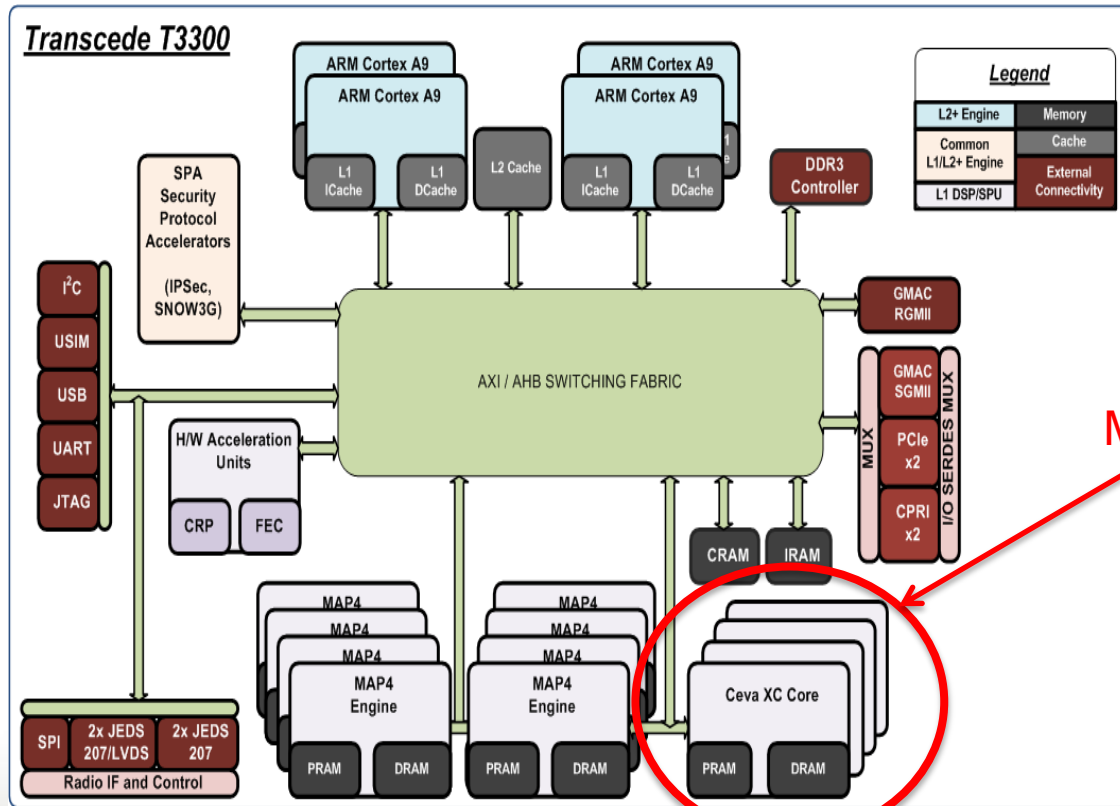 Transcede T3300
ARM Cortex A9
ARM Cortex A9
L1
ICache
L1
DCache
L2 Cache
ARM Cortex A9
ARM Cortex A9
L1
ICache
L1
DCache
DDR3
Controller
Legend
L2+ Engine
Memory
Common
L1/L2+ Engine
Cache
External
Connectivity
L1 DSP/SPU
SPA
Security
Protocol
Accelerators
(IPSec,
SNOW3G)
I²C
USIM
USB
UART
JTAG
AXI / AHB SWITCHING FABRIC
GMAC
RGMII
MUX
GMAC
SGMII
PCIe
x2
CPRI
x2
I/O SERDES MUX
M
H/W Acceleration
Units
CRP
FEC
CRAM
IRAM
MAP4
MAP4
MAP4
MAP4
Engine
PRAM
DRAM
MAP4
MAP4
MAP4
MAP4
Engine
PRAM
DRAM
Ceva XC Core
PRAM
DRAM
SPI
2x JEDS
207/LVDS
2x JEDS
207
Radio IF and Control